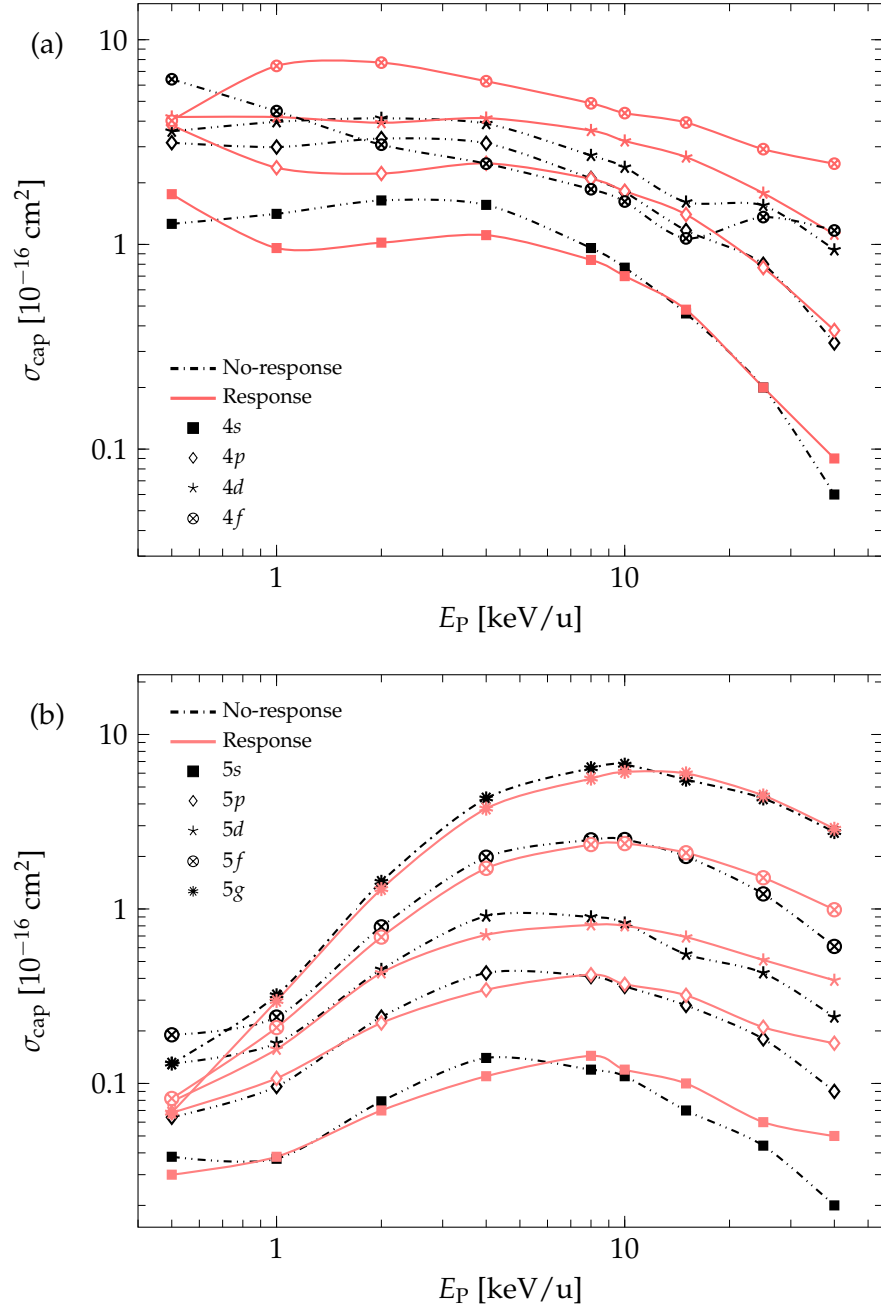 (a)
10
1
0.1
σcap [10−16 cm2]
No-response
Response
4s
4p
4d
4f
1
10
EP [keV/u]
(b)
10
1
0.1
σcap [10−16 cm2]
No-response
Response
5s
5p
5d
5f
5g
1
10
EP [keV/u]